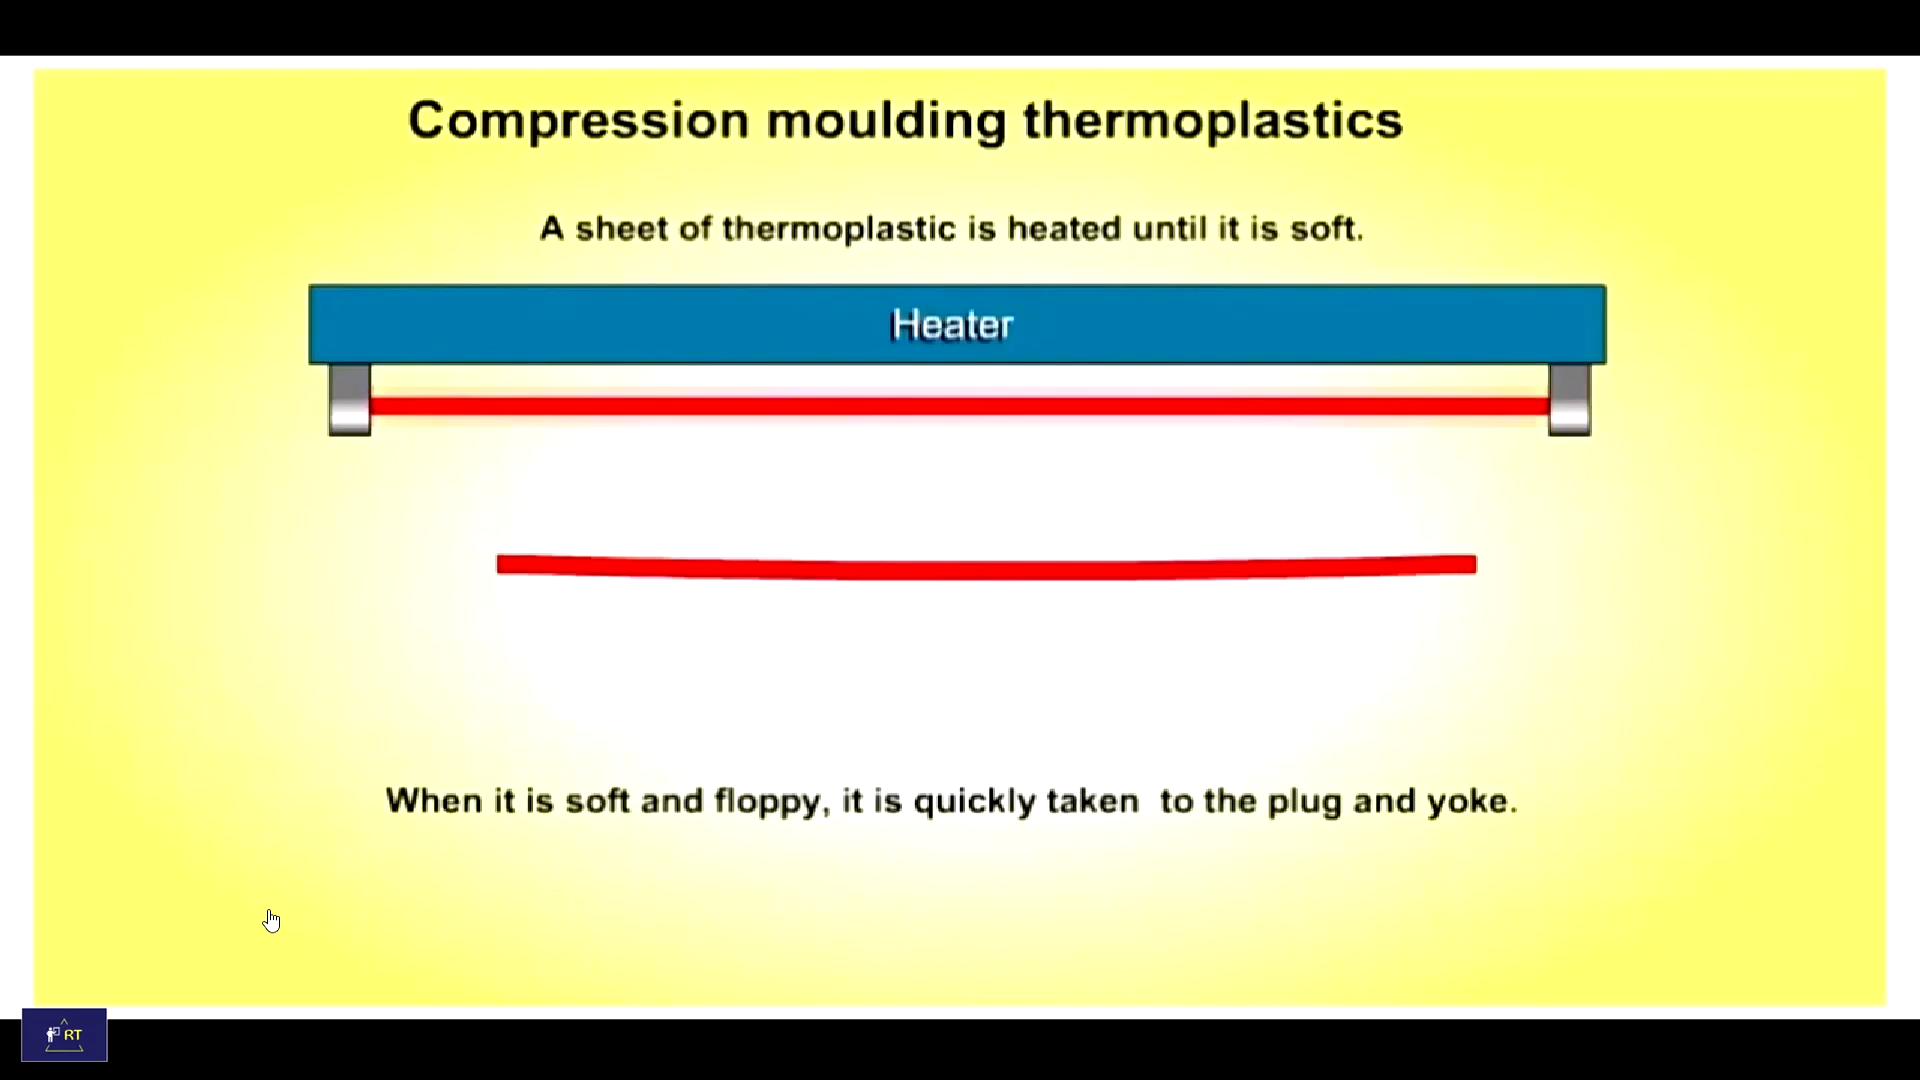 Compression moulding thermoplastics
A sheet of thermoplastic is heated until it is soft.
Heater
When it is soft and floppy, it is quickly taken to the plug and yoke.
RT